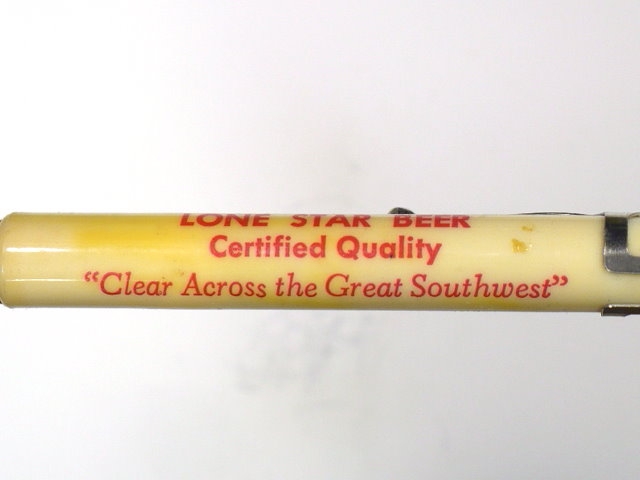 LONE STAR BEER
Certified Quality
“Clear Across the Great Southwest”